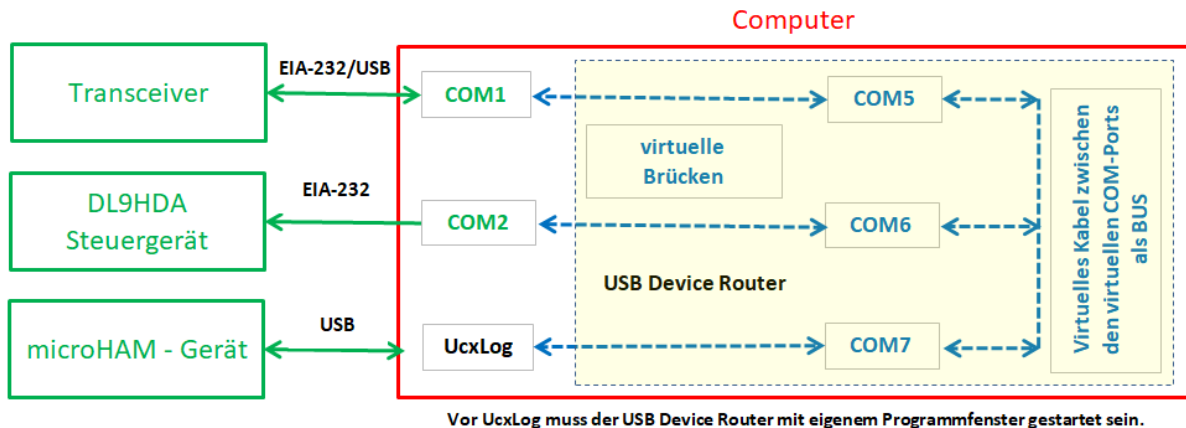 Computer
Transceiver
EIA-232/USB
COM1
COM5
virtuelle
Brücken
DL9HDA
Steuergerät
EIA-232
COM2
COM6
USB Device Router
microHAM - Gerät
USB
UcxLog
COM7
Virtuelles Kabel zwischen
den virtuellen COM-Ports
als BUS
Vor UcxLog muss der USB Device Router mit eigenem Programmfenster gestartet sein.